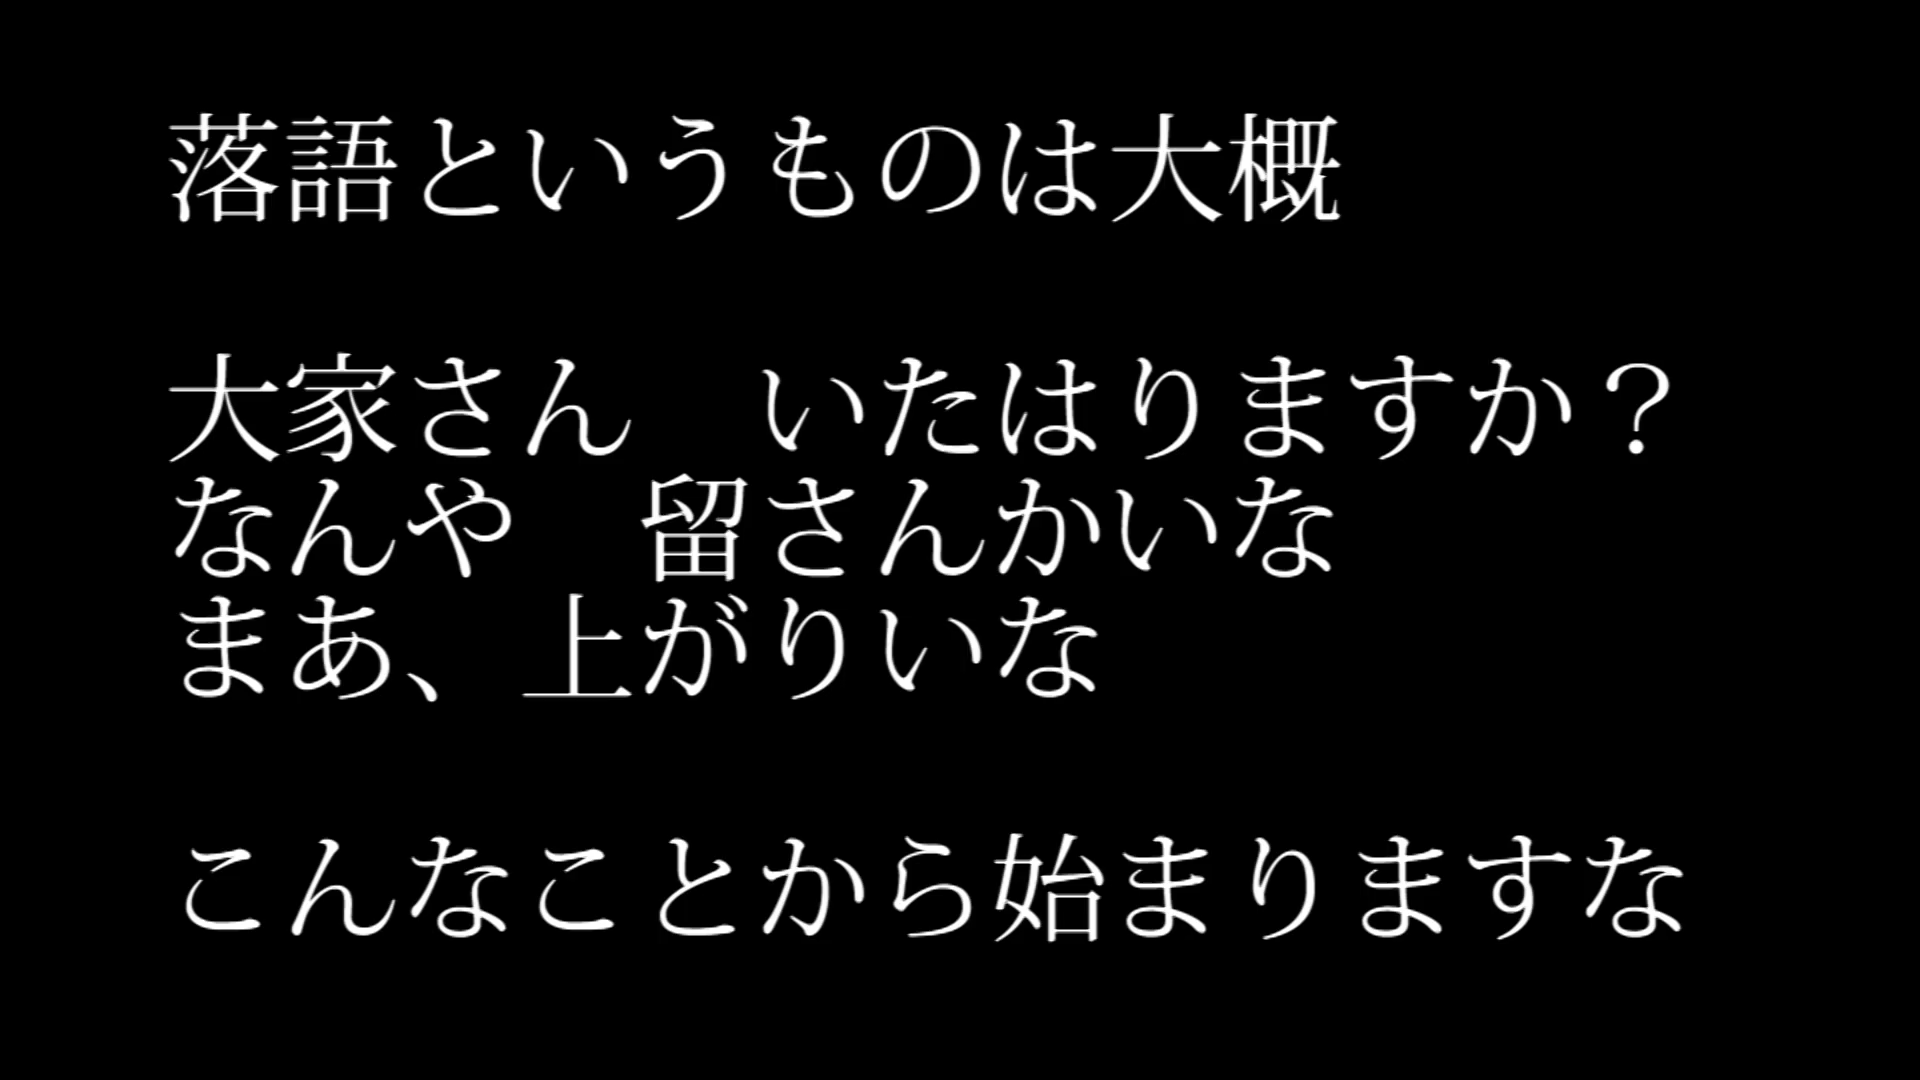 落語というものは大概
大家さん　いたはりますか？
なんや　留さんかいな
まあ、上がりいな
こんなことから始まりますな